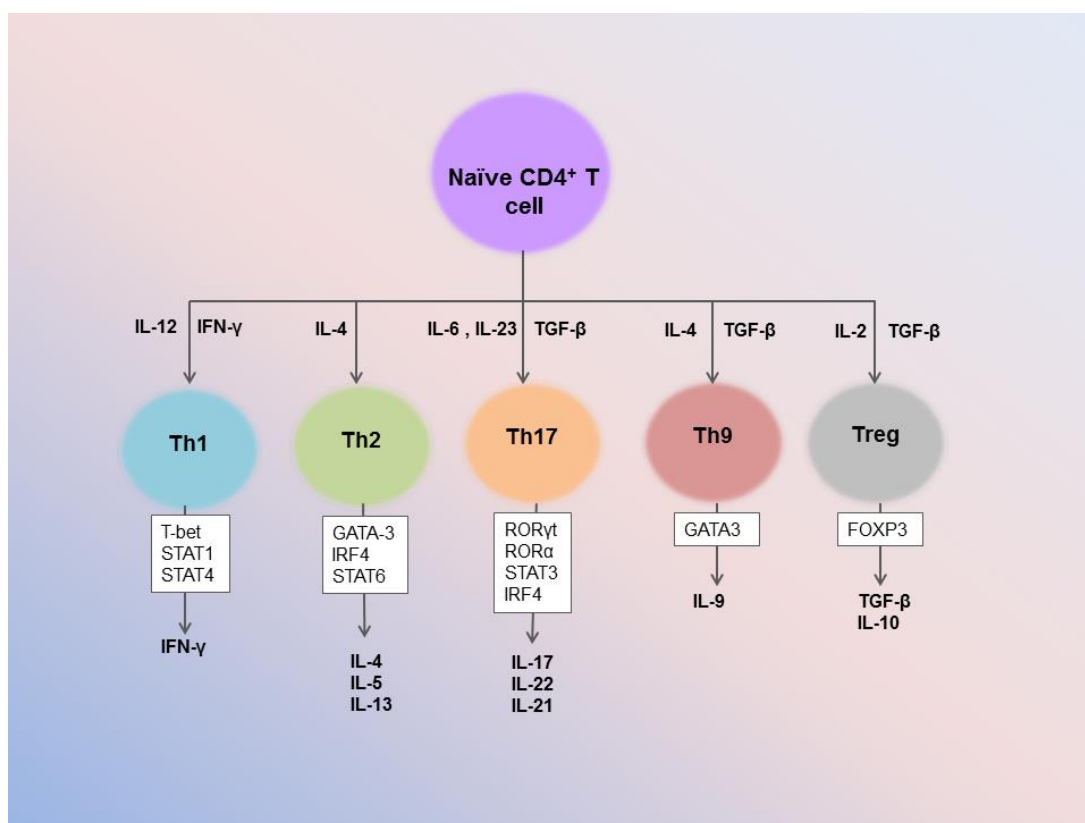 Naïve CD4⁺ T
cell
IL-12 IFN-γ
IL-4
IL-6 , IL-23 TGF-β
IL-4 TGF-β
IL-2 TGF-β
Th1
Th2
Th17
Th9
Treg
T-bet
STAT1
STAT4
GATA-3
IRF4
STAT6
RORγt
RORα
STAT3
IRF4
GATA3
FOXP3
IFN-γ
IL-4
IL-5
IL-13
IL-17
IL-22
IL-21
IL-9
TGF-β
IL-10